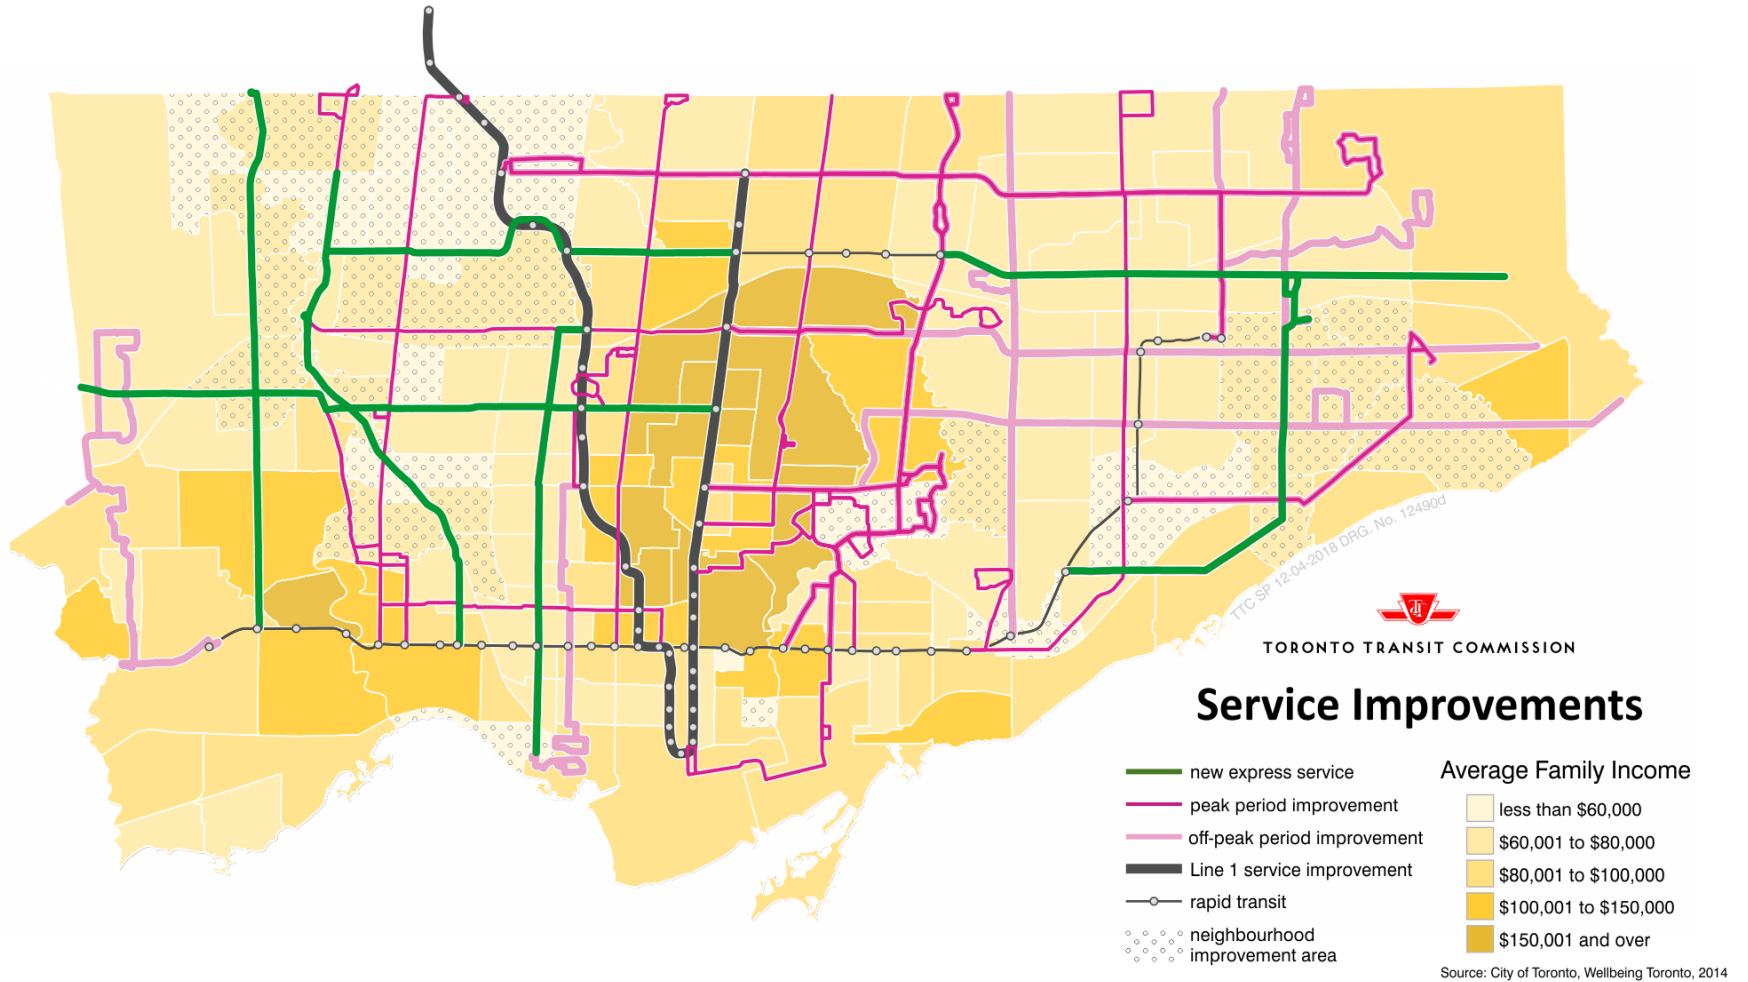 TTC SP 12-04-2018 DRG. No. 12490d
TORONTO TRANSIT COMMISSION
Service Improvements
new express service
peak period improvement
off-peak period improvement
Line 1 service improvement
rapid transit
neighbourhood
improvement area
Average Family Income
less than $60,000
$60,001 to $80,000
$80,001 to $100,000
$100,001 to $150,000
$150,001 and over
Source: City of Toronto, Wellbeing Toronto, 2014